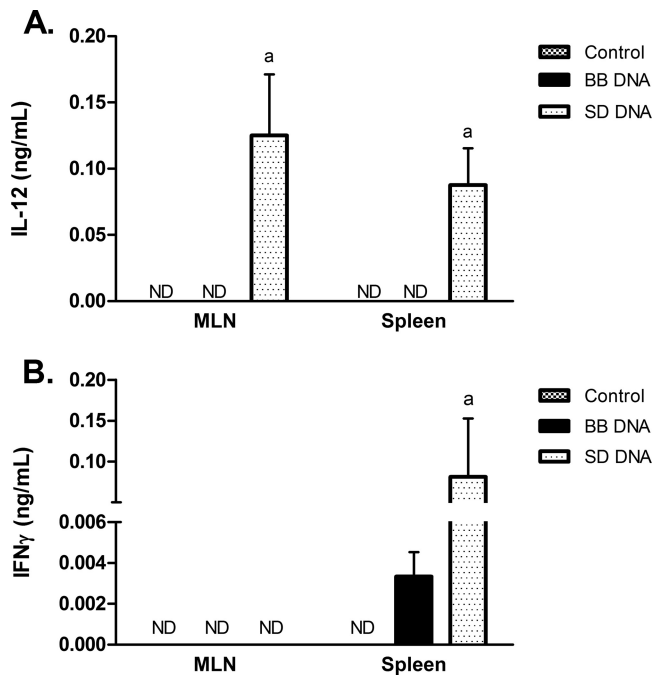 A.
IL-12 (ng/mL)
0.20
0.15
0.10
0.05
0.00
a
a
ND ND
ND ND
MLN Spleen
Control
BB DNA
SD DNA
B.
IFNγ (ng/mL)
0.20
0.15
0.10
0.006
0.004
0.002
0.000
a
ND ND ND ND
MLN Spleen
Control
BB DNA
SD DNA